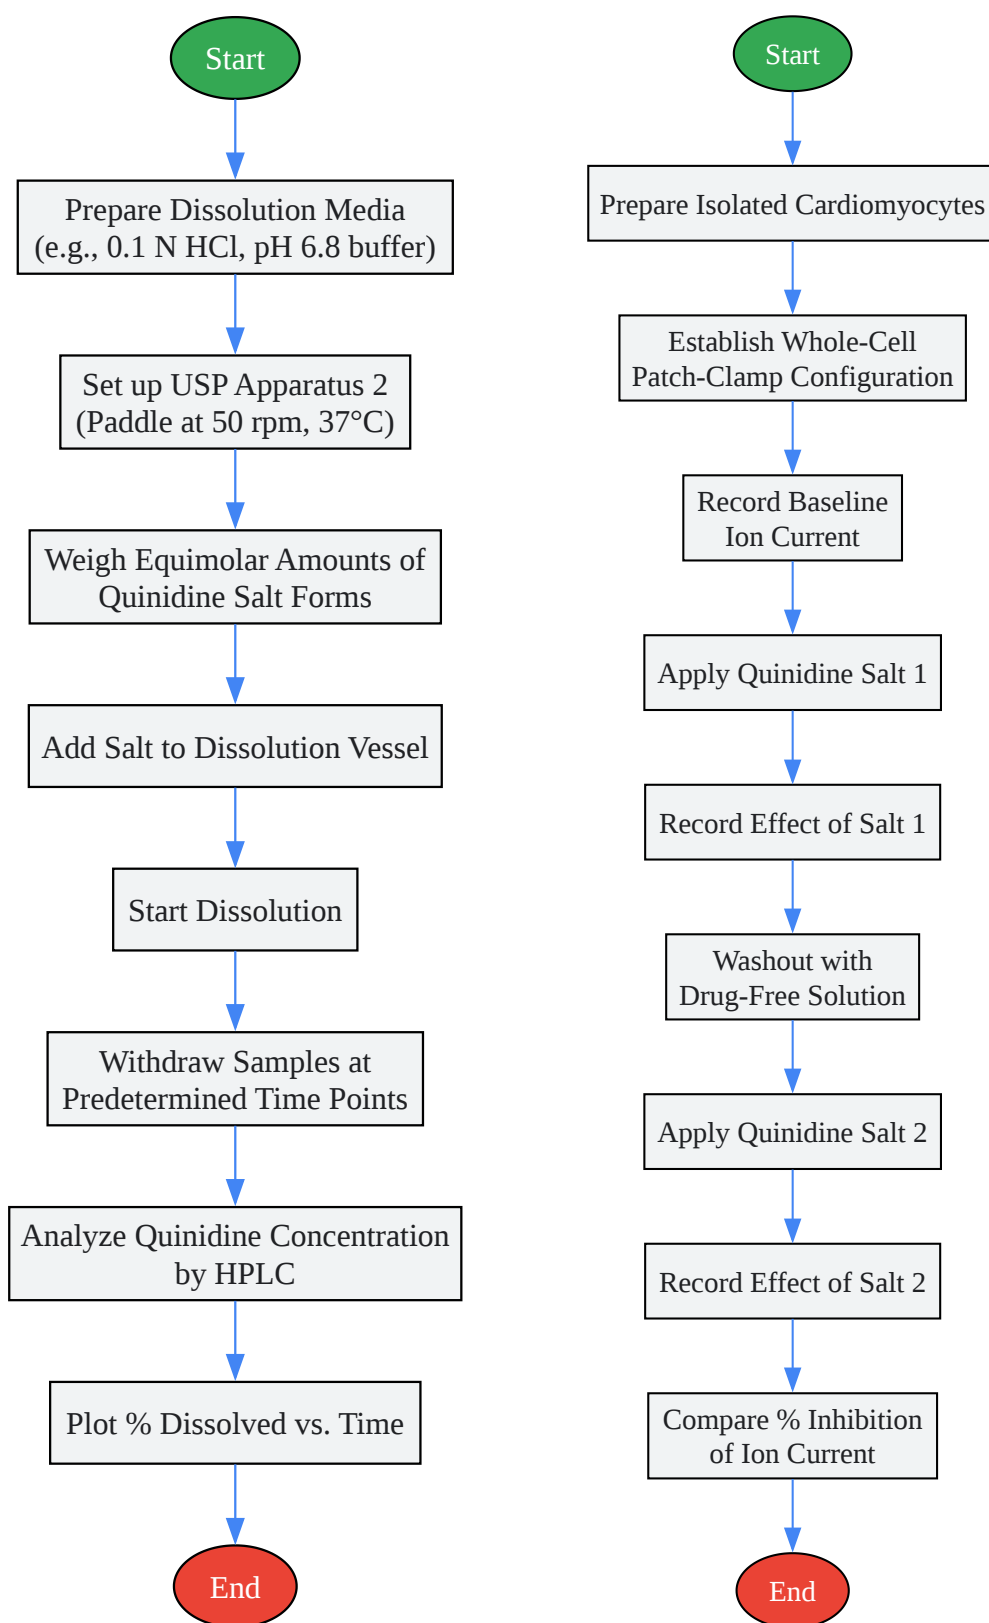 Start
Prepare Dissolution Media
(e.g., 0.1 N HCl, pH 6.8 buffer)
Set up USP Apparatus 2
(Paddle at 50 rpm, 37°C)
Weigh Equimolar Amounts of
Quinidine Salt Forms
Add Salt to Dissolution Vessel
Start Dissolution
Withdraw Samples at
Predetermined Time Points
Analyze Quinidine Concentration
by HPLC
Plot % Dissolved vs. Time
End
Start
Prepare Isolated Cardiomyocytes
Establish Whole-Cell
Patch-Clamp Configuration
Record Baseline
Ion Current
Apply Quinidine Salt 1
Record Effect of Salt 1
Washout with
Drug-Free Solution
Apply Quinidine Salt 2
Record Effect of Salt 2
Compare % Inhibition
of Ion Current
End